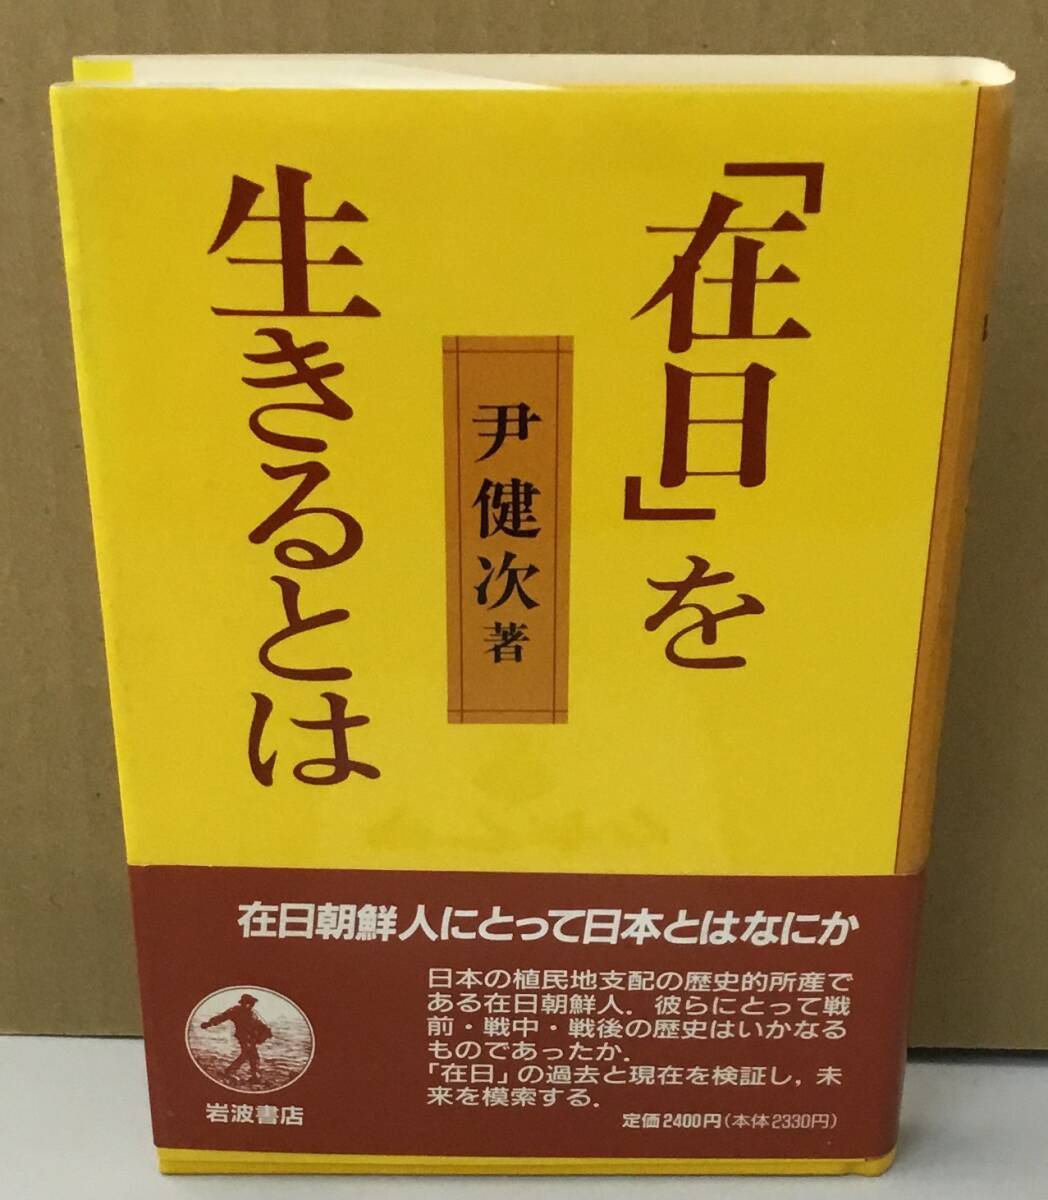 「在日」を
生きるとは
尹健次著
在日朝鮮人にとって日本とはなにか
日本の植民地支配の歴史的所産で
ある在日朝鮮人．彼らにとって戦
前・戦中・戦後の歴史はいかなる
ものであったか．
「在日」の過去と現在を検証し，未
来を模索する．
定価2400円（本体2330円）
岩波書店